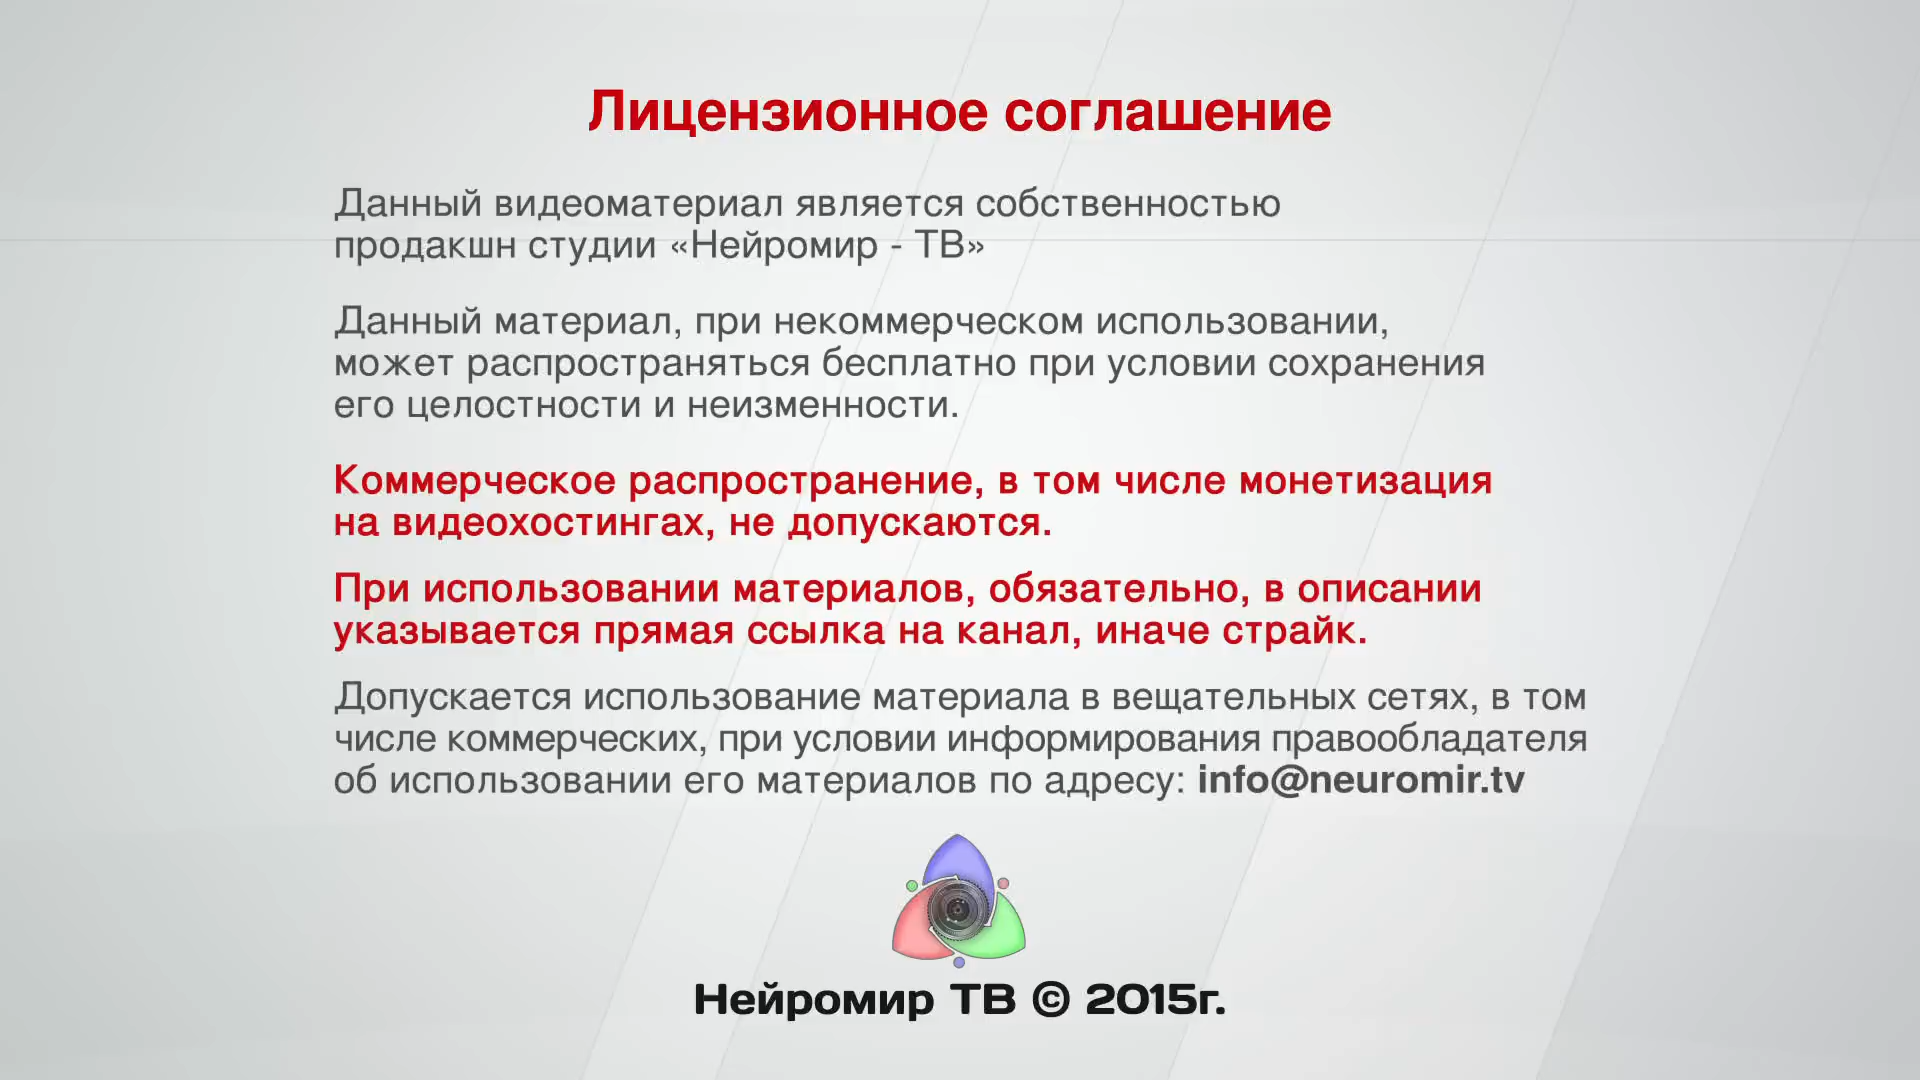 Лицензионное соглашение
Данный видеоматериал является собственностью
продакшн студии «Нейромир - ТВ»
Данный материал, при некоммерческом использовании,
может распространяться бесплатно при условии сохранения
его целостности и неизменности.
Коммерческое распространение, в том числе монетизация
на видеохостингах, не допускаются.
При использовании материалов, обязательно, в описании
указывается прямая ссылка на канал, иначе страйк.
Допускается использование материала в вещательных сетях, в том
числе коммерческих, при условии информирования правообладателя
об использовании его материалов по адресу: info@neuromir.tv
Нейромир ТВ © 2015г.